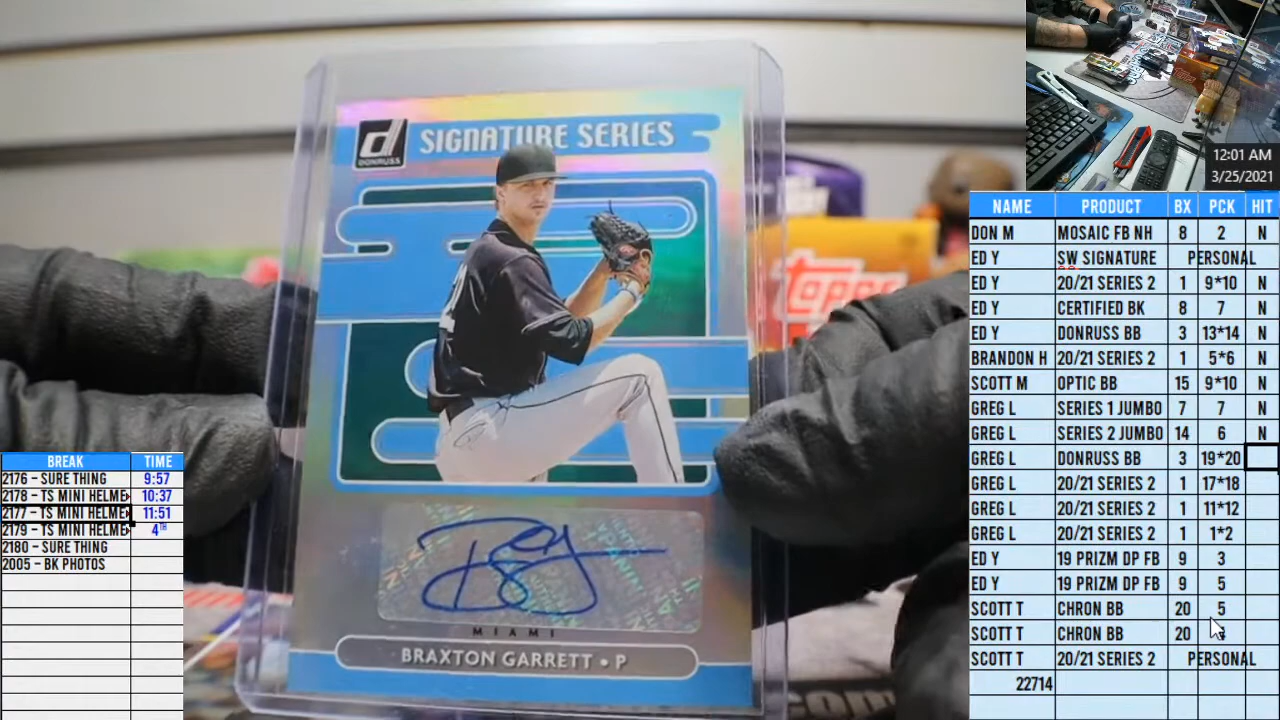 d
DONRUSS
SIGNATURE SERIES
MIAMI
BRAXTON GARRETT • P
Topps
12:01 AM
3/25/2021
NAME PRODUCT BX PCK HIT
DON M MOSAIC FB NH 8 2 N
ED Y SW SIGNATURE PERSONAL
ED Y 20/21 SERIES 2 1 9*10 N
ED Y CERTIFIED BK 8 7 N
ED Y DONRUSS BB 3 13*14 N
BRANDON H 20/21 SERIES 2 1 5*6 N
SCOTT M OPTIC BB 15 9*10 N
GREG L SERIES 1 JUMBO 7 7 N
GREG L SERIES 2 JUMBO 14 6 N
GREG L DONRUSS BB 3 19*20
GREG L 20/21 SERIES 2 1 17*18
GREG L 20/21 SERIES 2 1 11*12
GREG L 20/21 SERIES 2 1 1*2
ED Y 19 PRIZM DP FB 9 3
ED Y 19 PRIZM DP FB 9 5
SCOTT T CHRON BB 20 5
SCOTT T CHRON BB 20
SCOTT T 20/21 SERIES 2 PERSONAL
22714
BREAK TIME
2176 – SURE THING 9:57
2178 – TS MINI HELME 10:37
2177 – TS MINI HELME 11:51
2179 – TS MINI HELME 4TH
2180 – SURE THING
2005 – BK PHOTOS